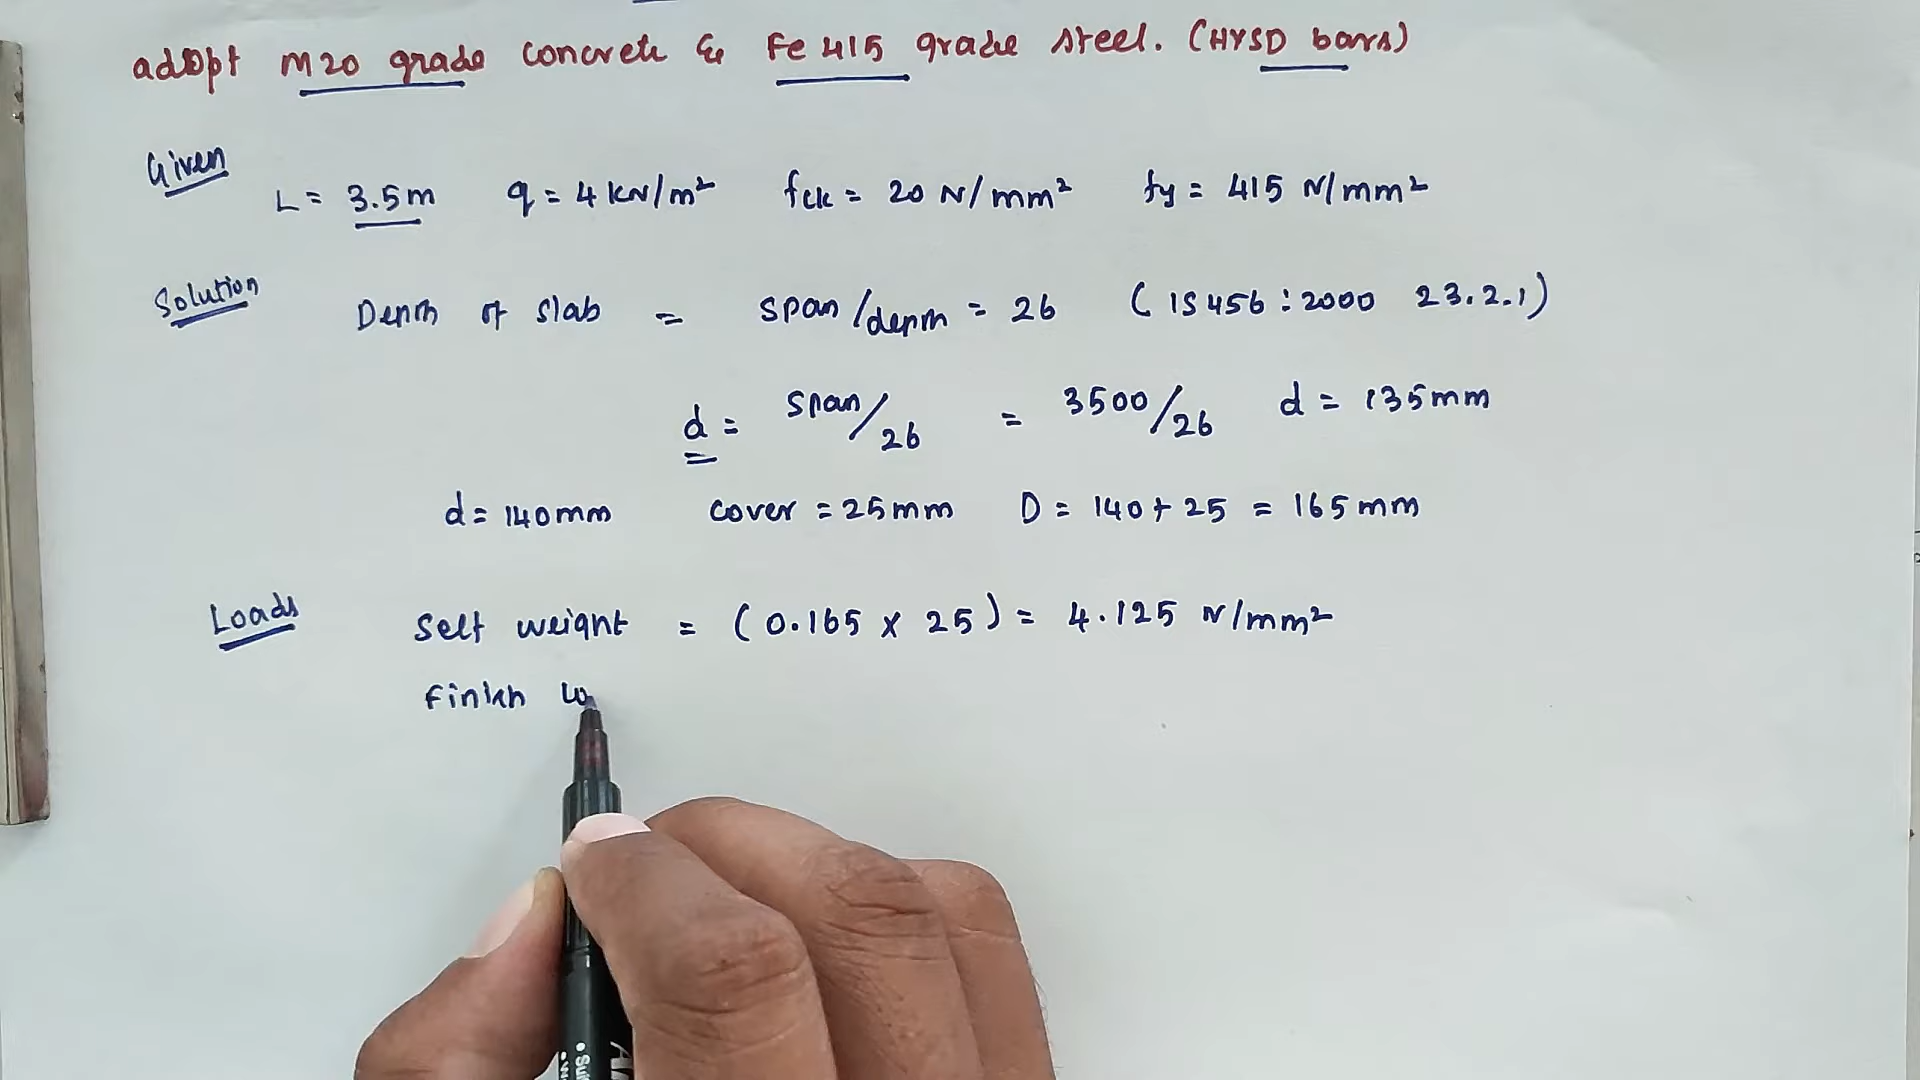 adopt M20 grade concrete & Fe 415 grade steel. (HYSD bars)
Given
L = 3.5m q = 4 kN/m² fck = 20 N/mm² fy = 415 N/mm²
Solution
Depth of slab = span/depth = 26 (IS 456 : 2000 23.2.1)
d = span/26 = 3500/26 d = 135mm
d = 140mm cover = 25mm D = 140 + 25 = 165mm
Loads
Self weight = (0.165 x 25) = 4.125 N/mm²
Finish